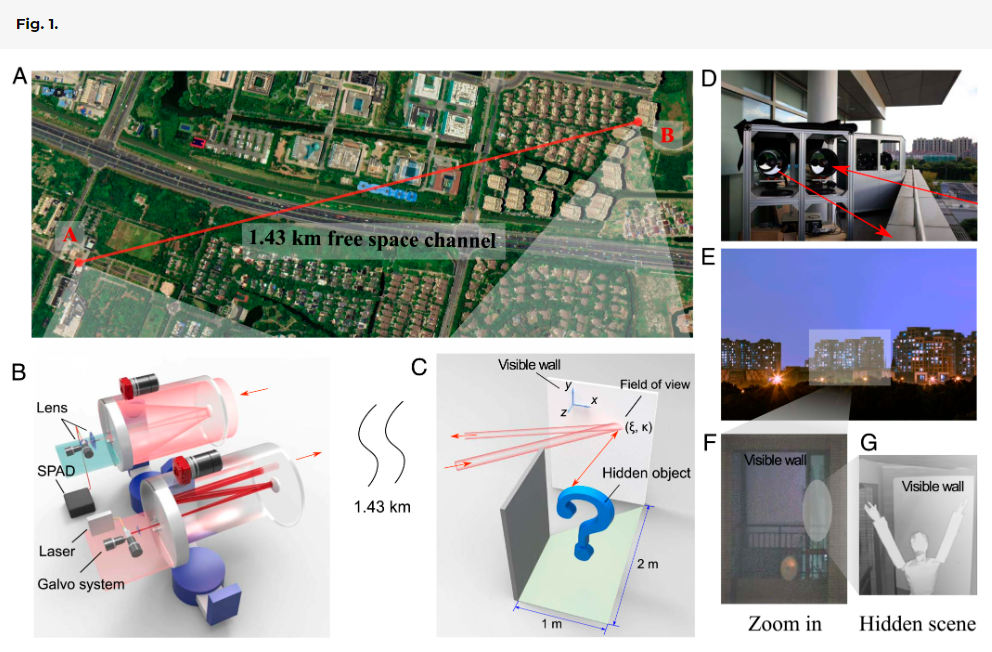 Fig. 1.
A
A
B
1.43 km free space channel
B
Lens
SPAD
Laser
Galvo system
1.43 km
C
Visible wall
y
x
z
Field of view
(ξ, κ)
Hidden object
2 m
1 m
D
E
F
Visible wall
Zoom in
G
Visible wall
Hidden scene